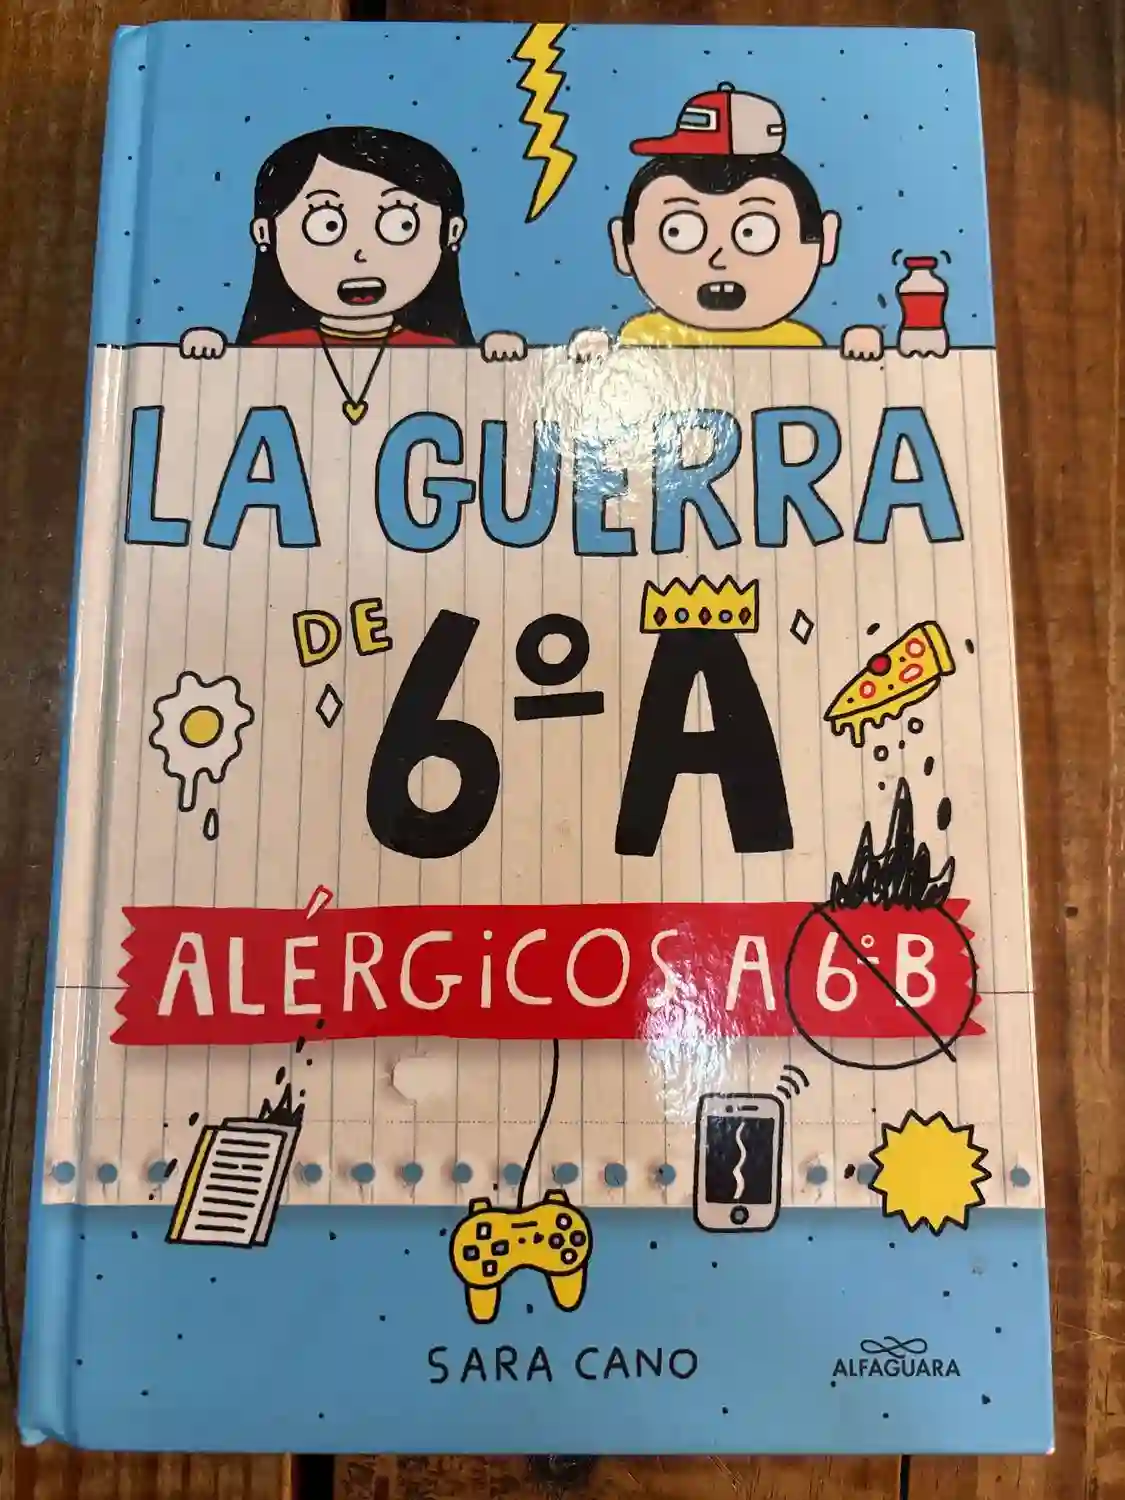 LA GUERRA
DE 6º A
ALÉRGiCOS A 6º B
SARA CANO
ALFAGUARA